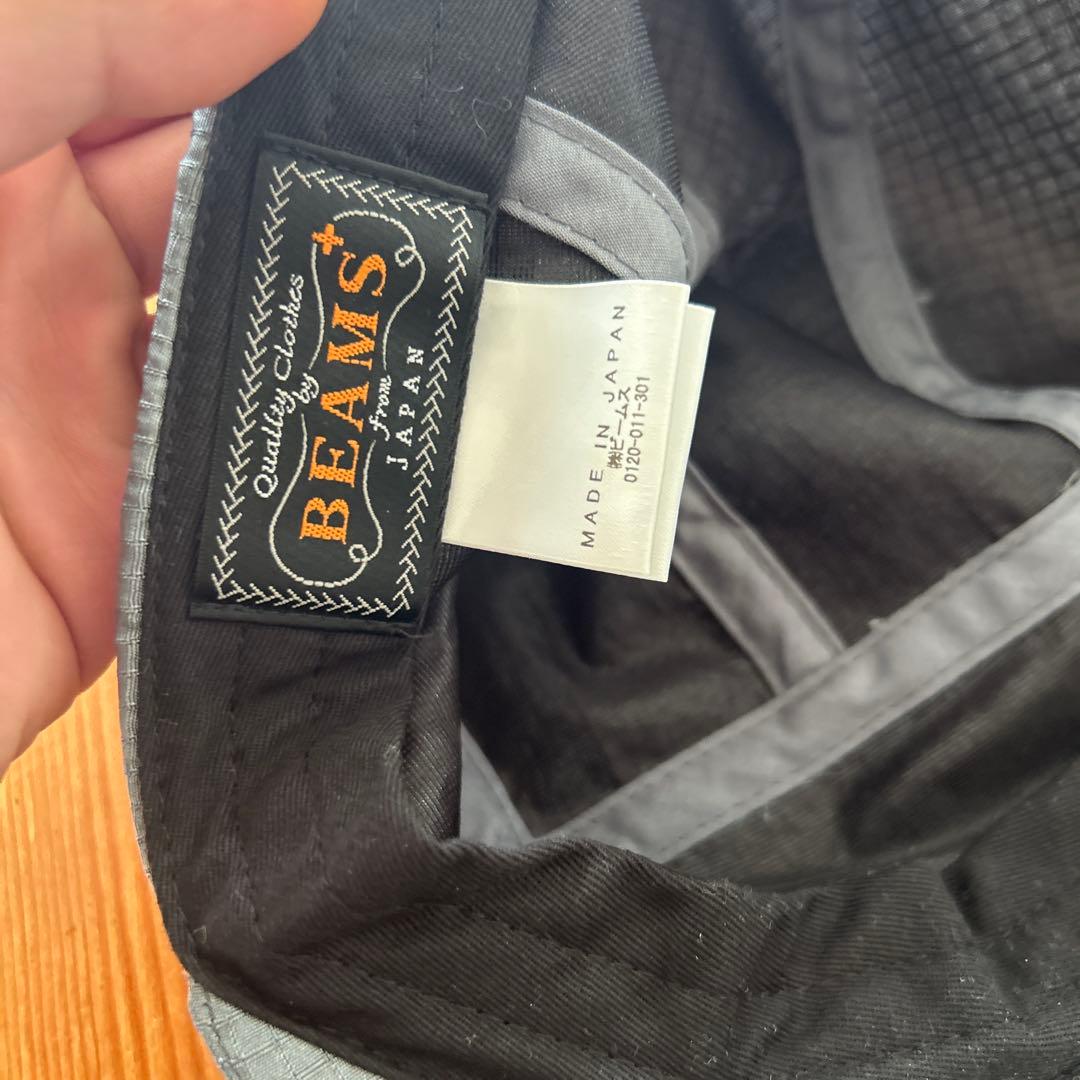 Quality Clothes
by
BEAMS+
from
JAPAN
MADE IN JAPAN
㈱ビームス
0120-011-301